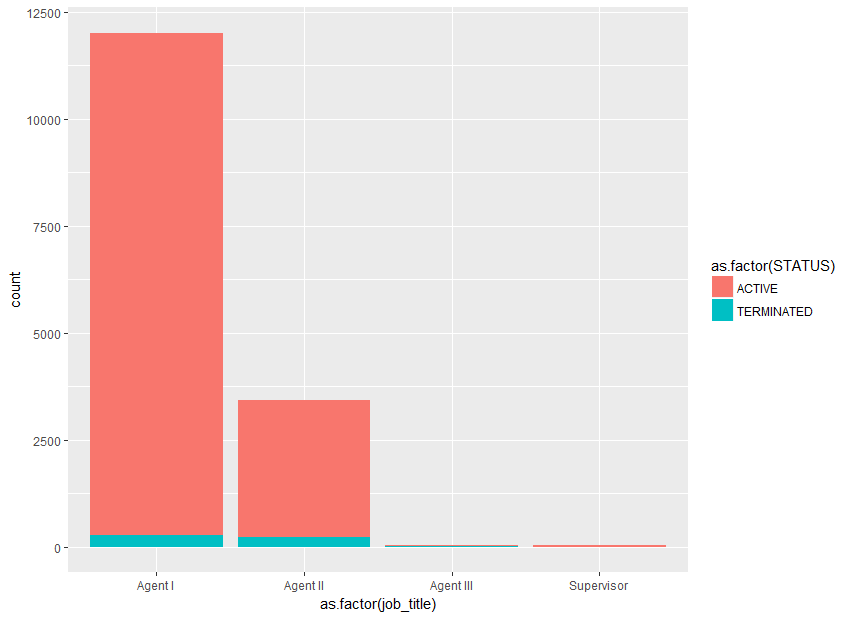 12500
10000
7500
5000
2500
0
count
Agent I
Agent II
Agent III
Supervisor
as.factor(job_title)
as.factor(STATUS)
ACTIVE
TERMINATED